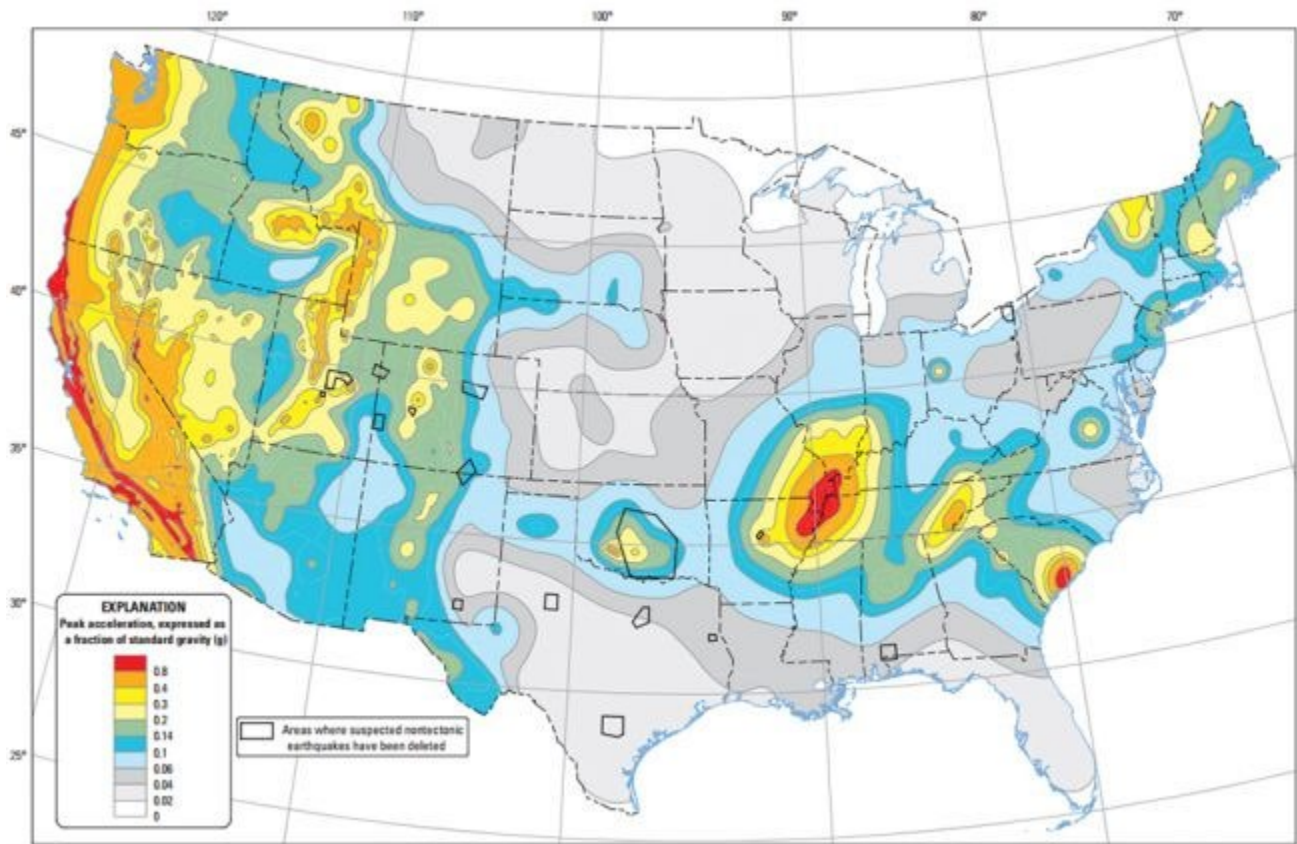 120° 110° 100° 90° 80° 70°
45°
40°
35°
30°
25°
EXPLANATION
Peak acceleration, expressed as
a fraction of standard gravity (g)
0.8
0.4
0.3
0.2
0.14
0.1
0.06
0.04
0.02
0
Areas where suspected nontectonic
earthquakes have been deleted